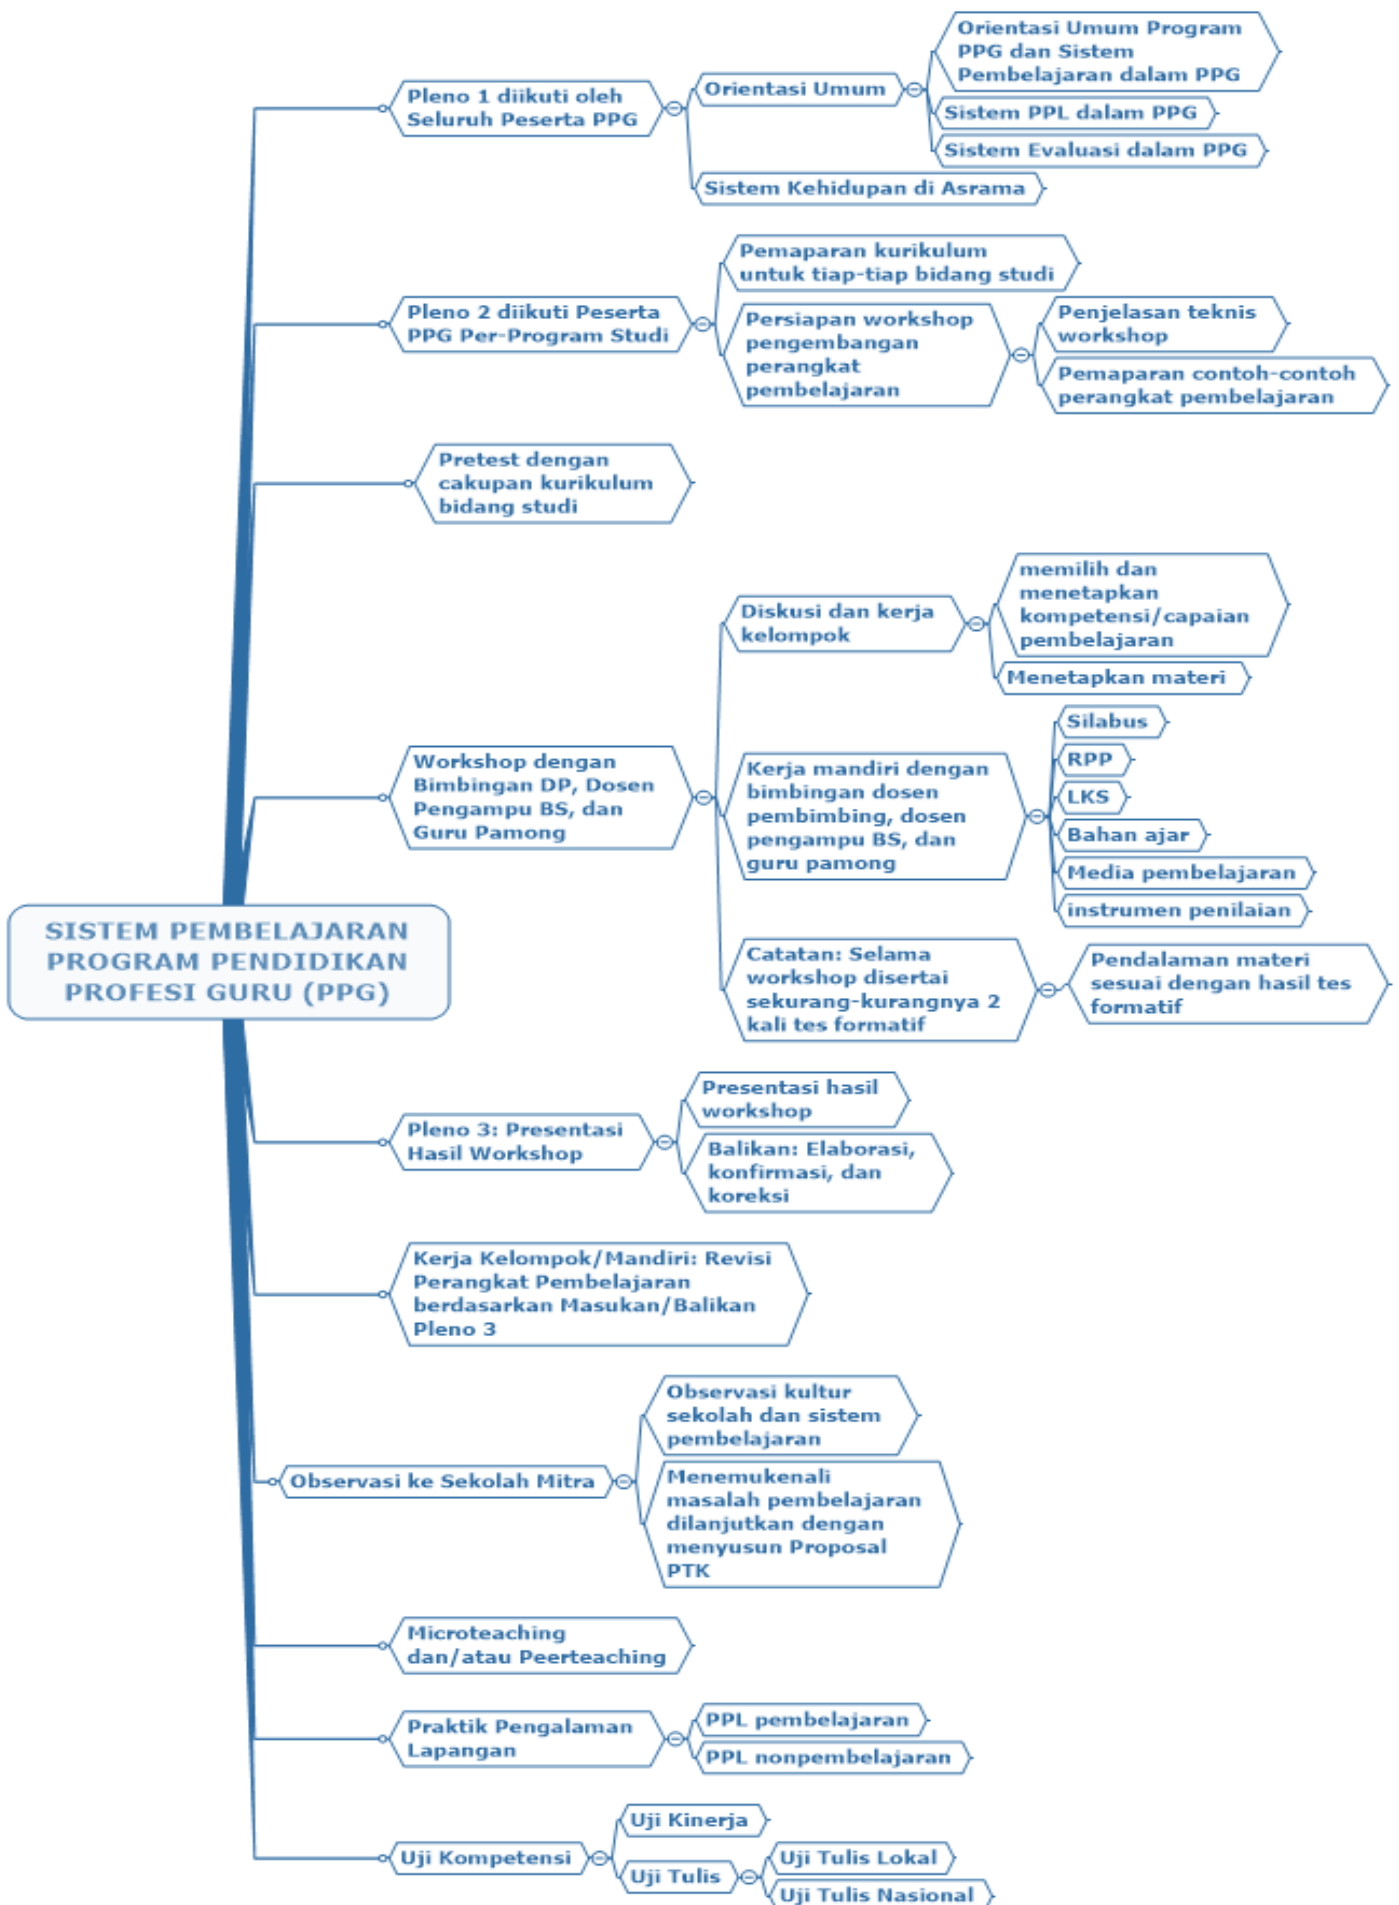 SISTEM PEMBELAJARAN
PROGRAM PENDIDIKAN
PROFESI GURU (PPG)
Pleno 1 diikuti oleh
Seluruh Peserta PPG
Orientasi Umum
Orientasi Umum Program
PPG dan Sistem
Pembelajaran dalam PPG
Sistem PPL dalam PPG
Sistem Evaluasi dalam PPG
Sistem Kehidupan di Asrama
Pleno 2 diikuti Peserta
PPG Per-Program Studi
Pemaparan kurikulum
untuk tiap-tiap bidang studi
Persiapan workshop
pengembangan
perangkat
pembelajaran
Penjelasan teknis
workshop
Pemaparan contoh-contoh
perangkat pembelajaran
Pretest dengan
cakupan kurikulum
bidang studi
Workshop dengan
Bimbingan DP, Dosen
Pengampu BS, dan
Guru Pamong
Diskusi dan kerja
kelompok
memilih dan
menetapkan
kompetensi/capaian
pembelajaran
Menetapkan materi
Kerja mandiri dengan
bimbingan dosen
pembimbing, dosen
pengampu BS, dan
guru pamong
Silabus
RPP
LKS
Bahan ajar
Media pembelajaran
instrumen penilaian
Catatan: Selama
workshop disertai
sekurang-kurangnya 2
kali tes formatif
Pendalaman materi
sesuai dengan hasil tes
formatif
Pleno 3: Presentasi
Hasil Workshop
Presentasi hasil
workshop
Balikan: Elaborasi,
konfirmasi, dan
koreksi
Kerja Kelompok/Mandiri: Revisi
Perangkat Pembelajaran
berdasarkan Masukan/Balikan
Pleno 3
Observasi ke Sekolah Mitra
Observasi kultur
sekolah dan sistem
pembelajaran
Menemukenali
masalah pembelajaran
dilanjutkan dengan
menyusun Proposal
PTK
Microteaching
dan/atau Peerteaching
Praktik Pengalaman
Lapangan
PPL pembelajaran
PPL nonpembelajaran
Uji Kompetensi
Uji Kinerja
Uji Tulis
Uji Tulis Lokal
Uji Tulis Nasional